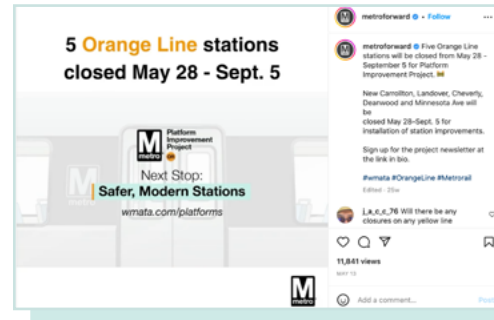 5 Orange Line stations
closed May 28 - Sept. 5
M
metro
Platform
Improvement
Project
Next Stop:
Safer, Modern Stations
wmata.com/platforms
M
metro
metroforward • Follow
metroforward Five Orange Line
stations will be closed from May 28 -
September 5 for Platform
Improvement Project.
New Carrollton, Landover, Cheverly,
Deanwood and Minnesota Ave will
be
closed May 28-Sept. 5 for
installation of station improvements.
Sign up for the project newsletter at
the link in bio.
#wmata #OrangeLine #Metrorail
Edited · 25w
j_a_c_c_76 Will there be any
closures on any yellow line
11,841 views
MAY 13
Add a comment...
Post